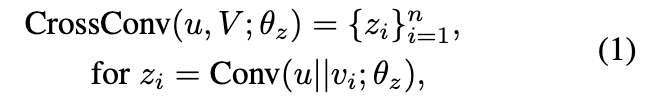 CrossConv(u, V; θ_z) = {z_i}_{i=1}^n,
for z_i = Conv(u||v_i; θ_z), (1)